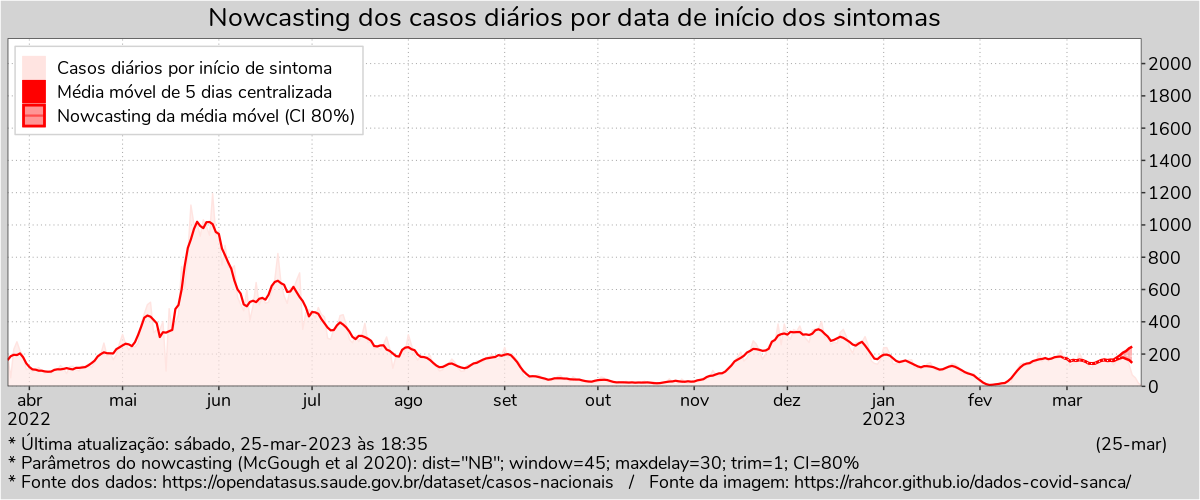 Nowcasting dos casos diários por data de início dos sintomas
Casos diários por início de sintoma
Média móvel de 5 dias centralizada
Nowcasting da média móvel (CI 80%)
2000
1800
1600
1400
1200
1000
800
600
400
200
0
abr mai jun jul ago set out nov dez jan fev mar
2022 2023
* Última atualização: sábado, 25-mar-2023 às 18:35 (25-mar)
* Parâmetros do nowcasting (McGough et al 2020): dist="NB"; window=45; maxdelay=30; trim=1; CI=80%
* Fonte dos dados: https://opendatasus.saude.gov.br/dataset/casos-nacionais / Fonte da imagem: https://rahcor.github.io/dados-covid-sanca/